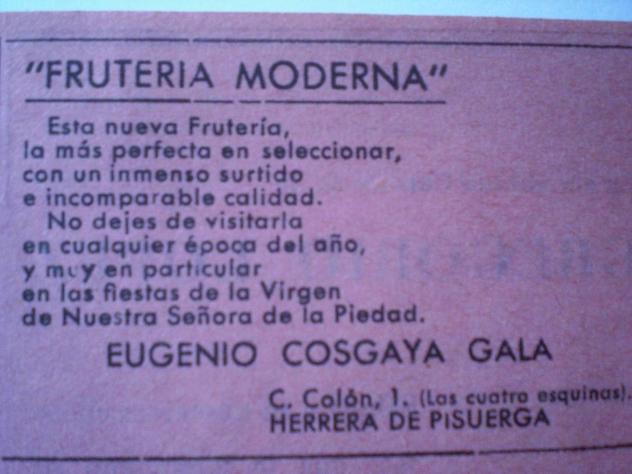 "FRUTERIA MODERNA"
Esta nueva Frutería,
la más perfecta en seleccionar,
con un inmenso surtido
e incomparable calidad.
No dejes de visitarla
en cualquier época del año,
y muy en particular
en las fiestas de la Virgen
de Nuestra Señora de la Piedad.
EUGENIO COSGAYA GALA
C. Colón, 1. (Las cuatro esquinas).
HERRERA DE PISUERGA